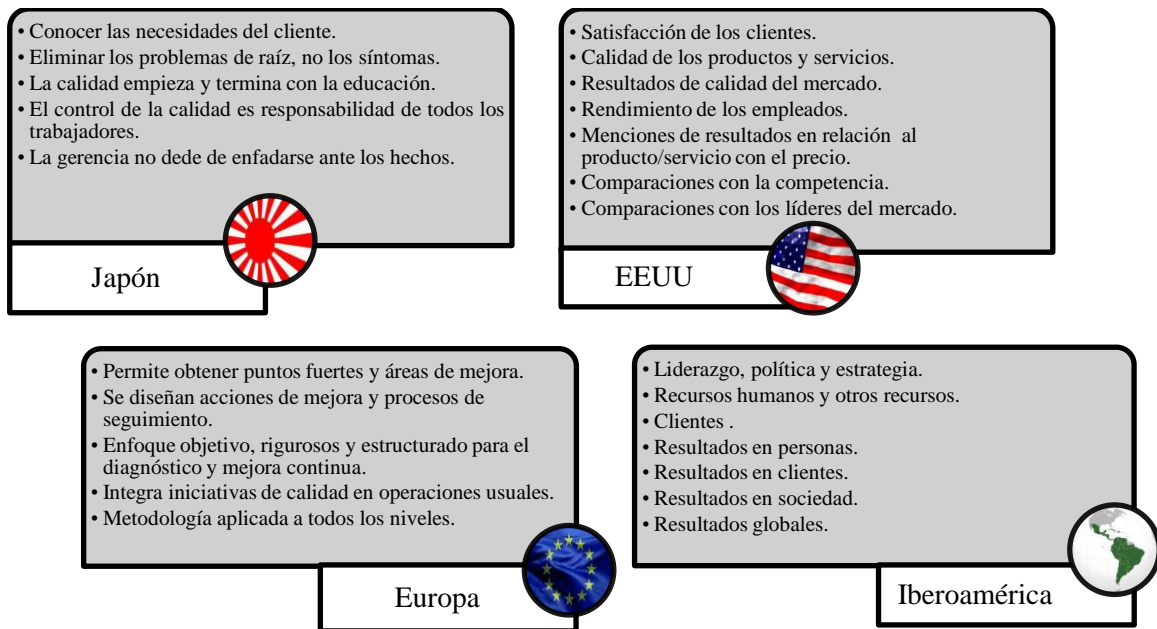 • Conocer las necesidades del cliente.
• Eliminar los problemas de raíz, no los síntomas.
• La calidad empieza y termina con la educación.
• El control de la calidad es responsabilidad de todos los
trabajadores.
• La gerencia no dede de enfadarse ante los hechos.
Japón
• Satisfacción de los clientes.
• Calidad de los productos y servicios.
• Resultados de calidad del mercado.
• Rendimiento de los empleados.
• Menciones de resultados en relación al
producto/servicio con el precio.
• Comparaciones con la competencia.
• Comparaciones con los líderes del mercado.
EEUU
• Permite obtener puntos fuertes y áreas de mejora.
• Se diseñan acciones de mejora y procesos de
seguimiento.
• Enfoque objetivo, rigurosos y estructurado para el
diagnóstico y mejora continua.
• Integra iniciativas de calidad en operaciones usuales.
• Metodología aplicada a todos los niveles.
Europa
• Liderazgo, política y estrategia.
• Recursos humanos y otros recursos.
• Clientes .
• Resultados en personas.
• Resultados en clientes.
• Resultados en sociedad.
• Resultados globales.
Iberoamérica